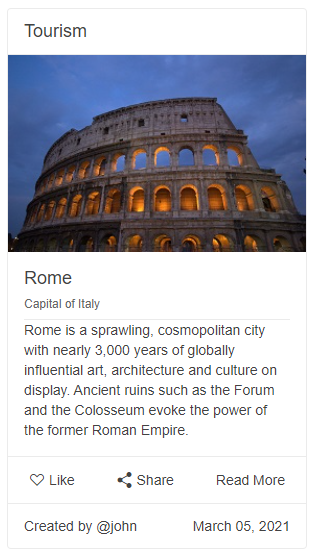 Tourism
Rome
Capital of Italy
Rome is a sprawling, cosmopolitan city
with nearly 3,000 years of globally
influential art, architecture and culture on
display. Ancient ruins such as the Forum
and the Colosseum evoke the power of
the former Roman Empire.
Like Share Read More
Created by @john March 05, 2021